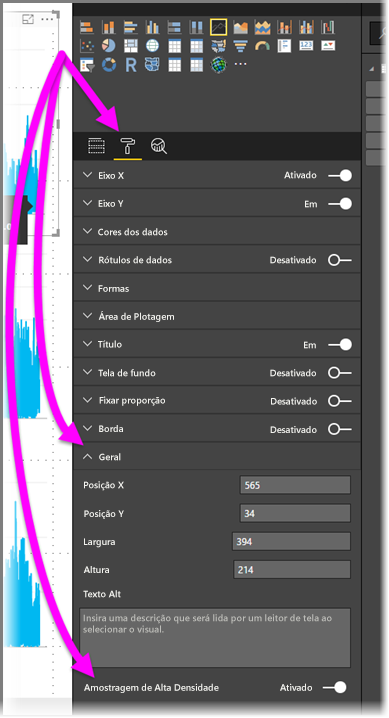 R
Eixo X Ativado
Eixo Y Em
Cores dos dados
Rótulos de dados Desativado
Formas
Área de Plotagem
Título Em
Tela de fundo Desativado
Fixar proporção Desativado
Borda Desativado
Geral
Posição X 565
Posição Y 34
Largura 394
Altura 214
Texto Alt
Insira uma descrição que será lida por um leitor de tela ao
selecionar o visual.
Amostragem de Alta Densidade Ativado